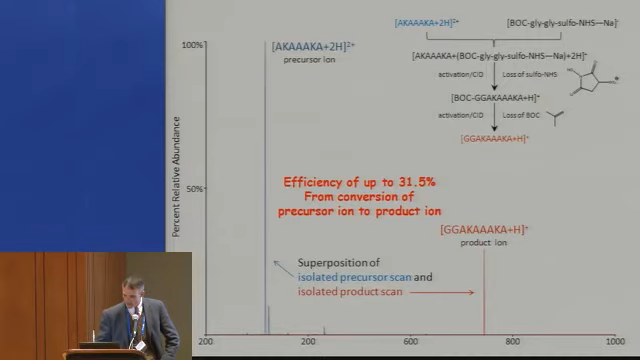 [AKAAAKA+2H]²⁺
[BOC-gly-gly-sulfo-NHS—Na]⁻
[AKAAAKA+(BOC-gly-gly-sulfo-NHS—Na)+2H]⁺
activation/CID
Loss of sulfo-NHS
[BOC-GGAKAAAKA+H]⁺
activation/CID
Loss of BOC
[GGAKAAAKA+H]⁺
100%
[AKAAAKA+2H]²⁺
precursor ion
Percent Relative Abundance
50%
Efficiency of up to 31.5%
From conversion of
precursor ion to product ion
[GGAKAAAKA+H]⁺
product ion
Superposition of
isolated precursor scan and
isolated product scan
200
200
600
800
1000